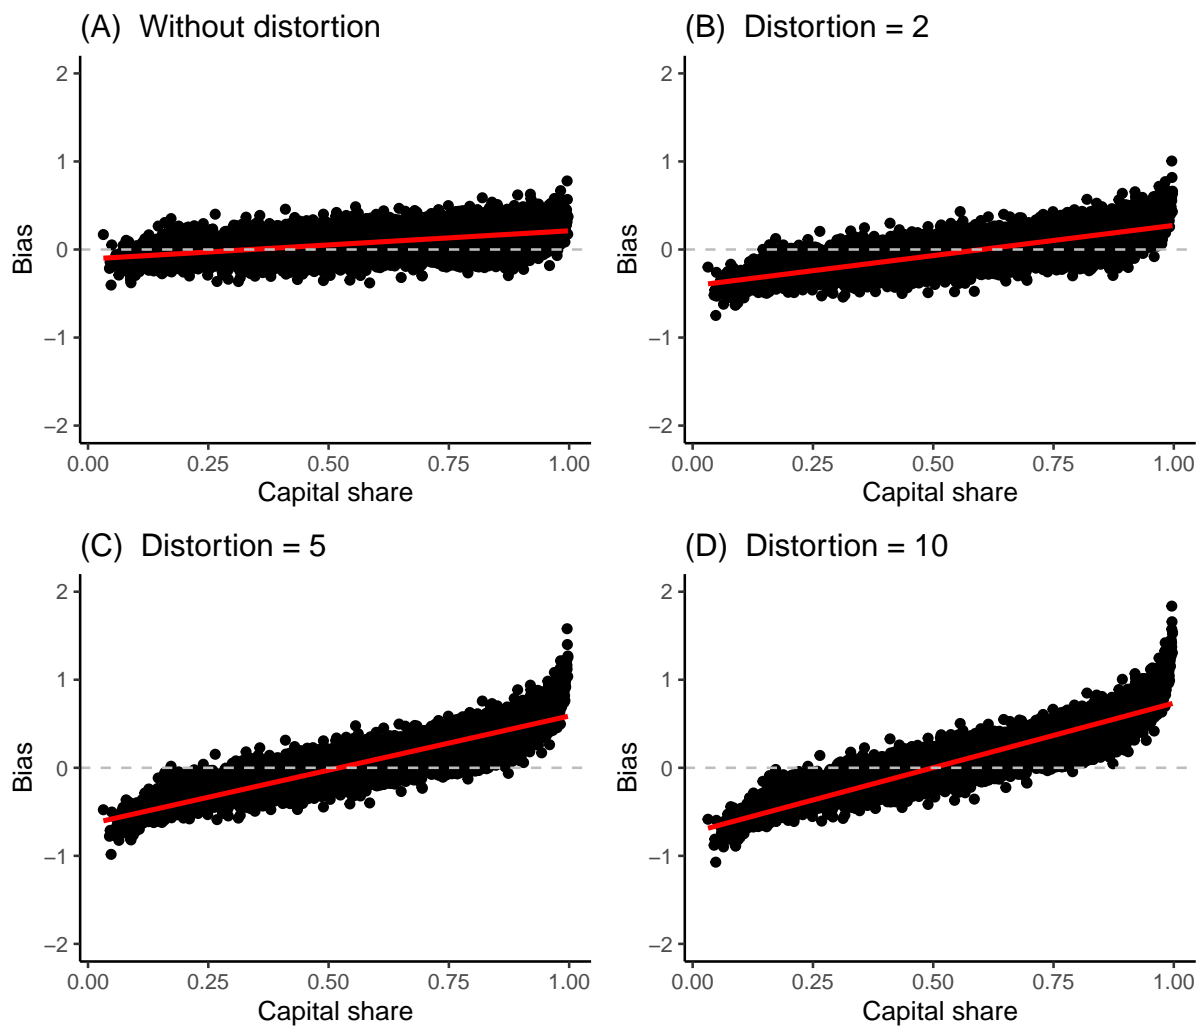 (A) Without distortion
2
1
0
−1
−2
Bias
0.00 0.25 0.50 0.75 1.00
Capital share
(B) Distortion = 2
2
1
0
−1
−2
Bias
0.00 0.25 0.50 0.75 1.00
Capital share
(C) Distortion = 5
2
1
0
−1
−2
Bias
0.00 0.25 0.50 0.75 1.00
Capital share
(D) Distortion = 10
2
1
0
−1
−2
Bias
0.00 0.25 0.50 0.75 1.00
Capital share